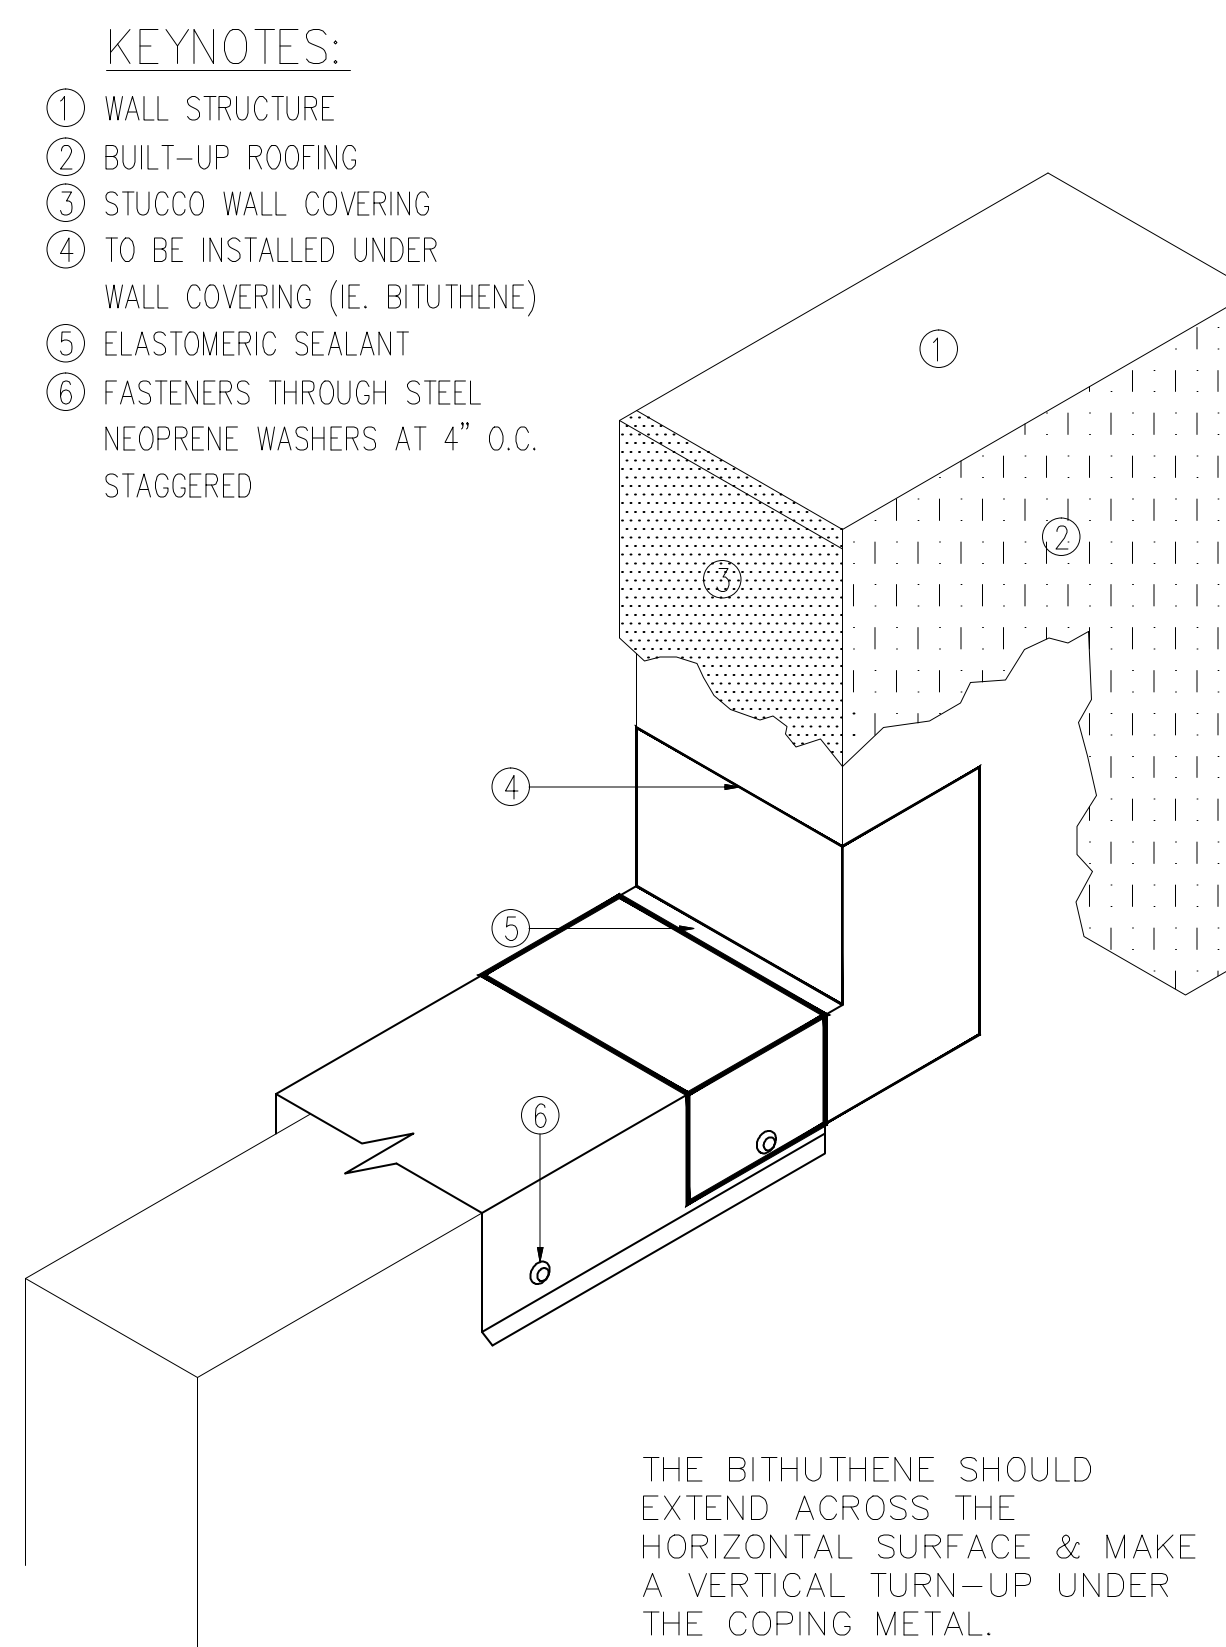 KEYNOTES:
1 WALL STRUCTURE
2 BUILT-UP ROOFING
3 STUCCO WALL COVERING
4 TO BE INSTALLED UNDER
WALL COVERING (IE. BITUTHENE)
5 ELASTOMERIC SEALANT
6 FASTENERS THROUGH STEEL
NEOPRENE WASHERS AT 4" O.C.
STAGGERED
1
2
3
4
5
6
THE BITHUTHENE SHOULD
EXTEND ACROSS THE
HORIZONTAL SURFACE & MAKE
A VERTICAL TURN-UP UNDER
THE COPING METAL.